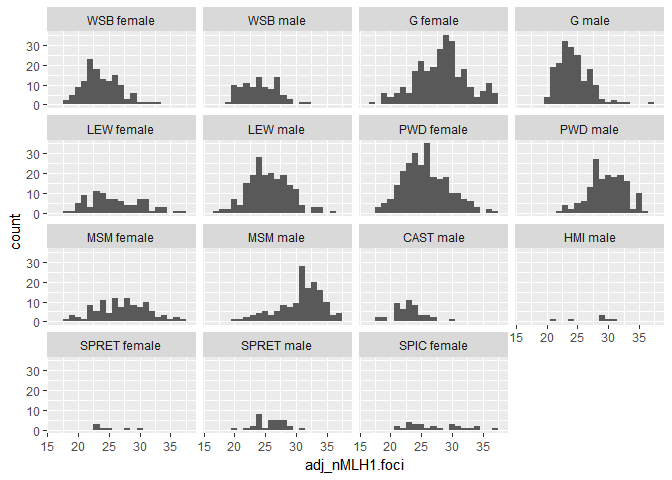 WSB female WSB male G female G male
30
20
10
0
LEW female LEW male PWD female PWD male
30
20
10
0
count
MSM female MSM male CAST male HMI male
30
20
10
0
15 20 25 30 35
SPRET female SPRET male SPIC female
30
20
10
0
15 20 25 30 35 15 20 25 30 35 15 20 25 30 35
adj_nMLH1.foci